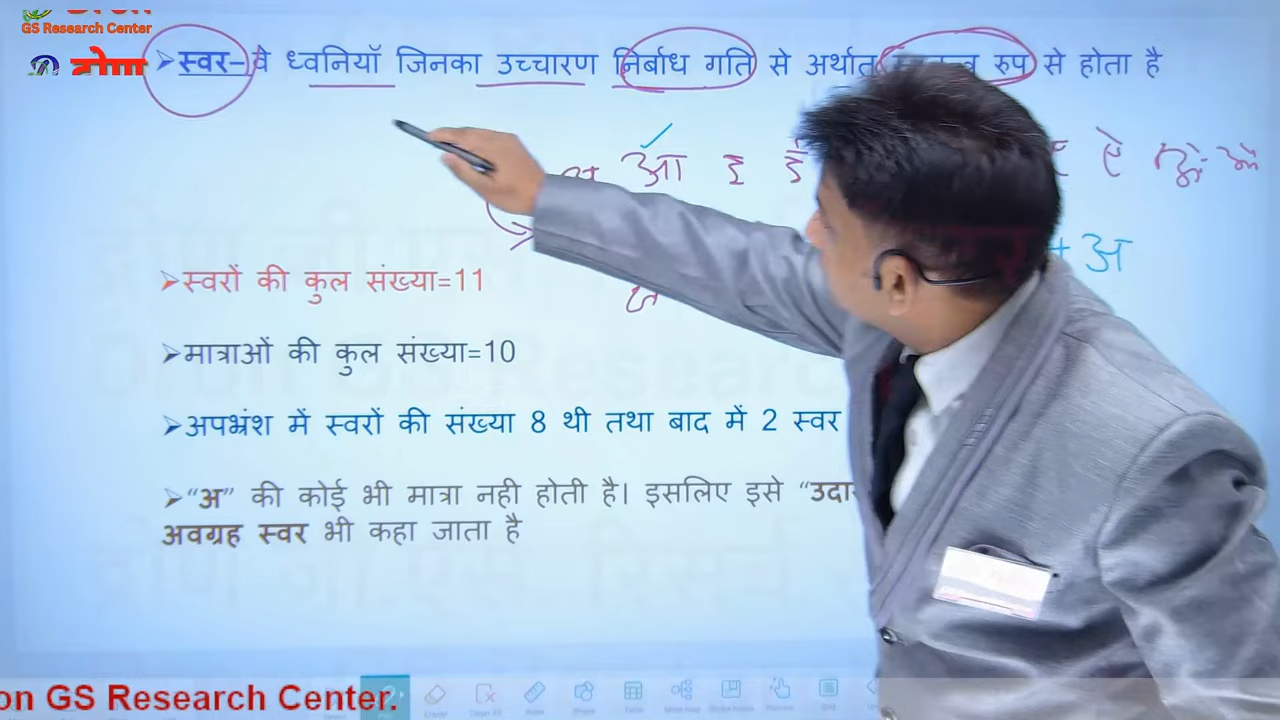 GS Research Center
द्रोण
➢स्वर- वे ध्वनियाॅ जिनका उच्चारण निर्बाध गति से अर्थात रुप से होता है
आ इ ई ऐ
अ
➢स्वरों की कुल संख्या=11
➢मात्राओं की कुल संख्या=10
➢अपभ्रंश में स्वरों की संख्या 8 थी तथा बाद में 2 स्वर
➢“अ” की कोई भी मात्रा नही होती है। इसलिए इसे
अवग्रह स्वर भी कहा जाता है
on GS Research Center.